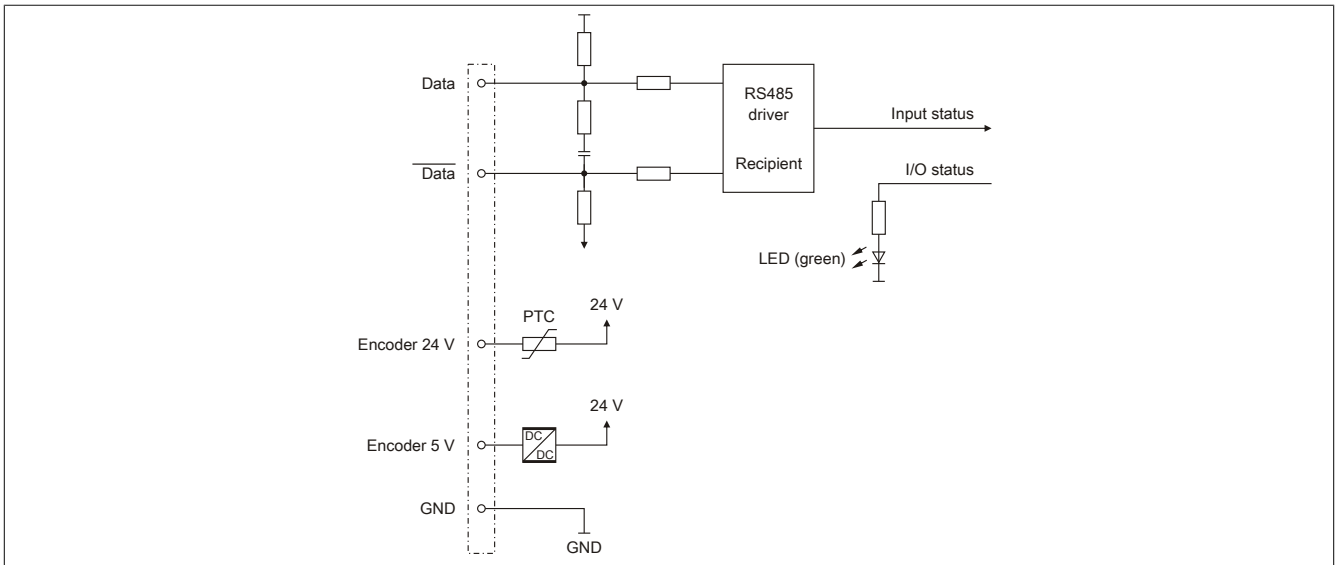 Data
RS485
driver
Input status
Data
Recipient
I/O status
LED (green)
24 V
PTC
Encoder 24 V
24 V
Encoder 5 V
DC
DC
GND
GND